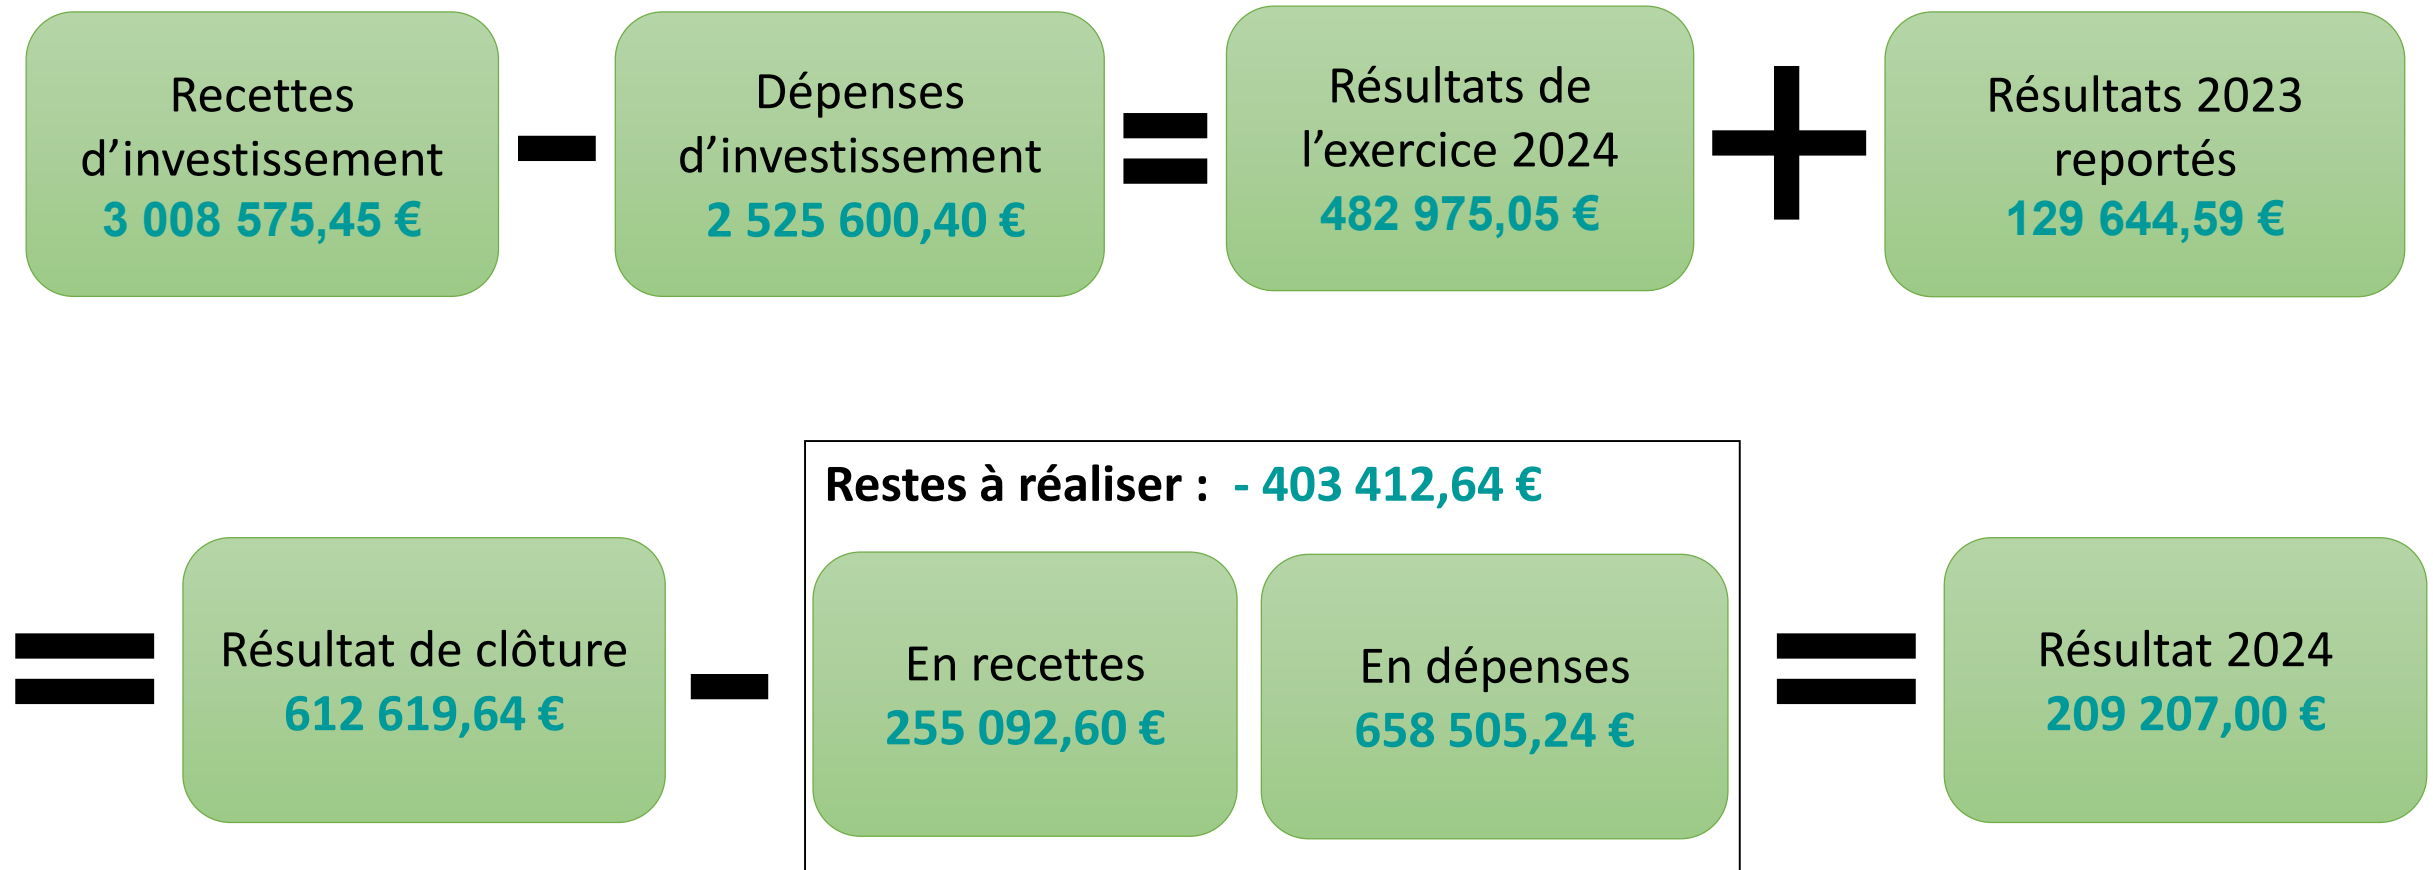 Recettes
d’investissement
3 008 575,45 €
Dépenses
d’investissement
2 525 600,40 €
Résultats de
l’exercice 2024
482 975,05 €
Résultats 2023
reportés
129 644,59 €
Résultat de clôture
612 619,64 €
Restes à réaliser : - 403 412,64 €
En recettes
255 092,60 €
En dépenses
658 505,24 €
Résultat 2024
209 207,00 €